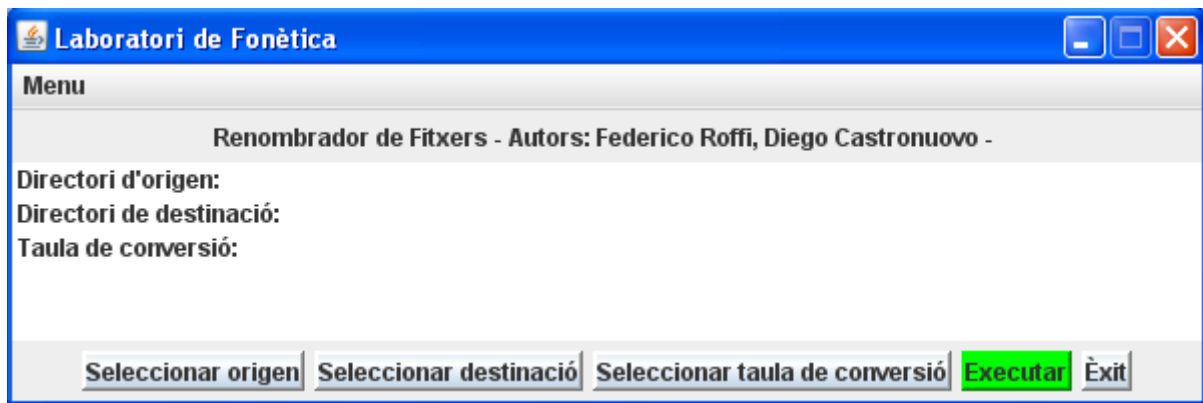 Laboratori de Fonètica
Menu
Renombrador de Fitxers - Autors: Federico Roffi, Diego Castronuovo -
Directori d'origen:
Directori de destinació:
Taula de conversió:
Seleccionar origen Seleccionar destinació Seleccionar taula de conversió Executar Èxit